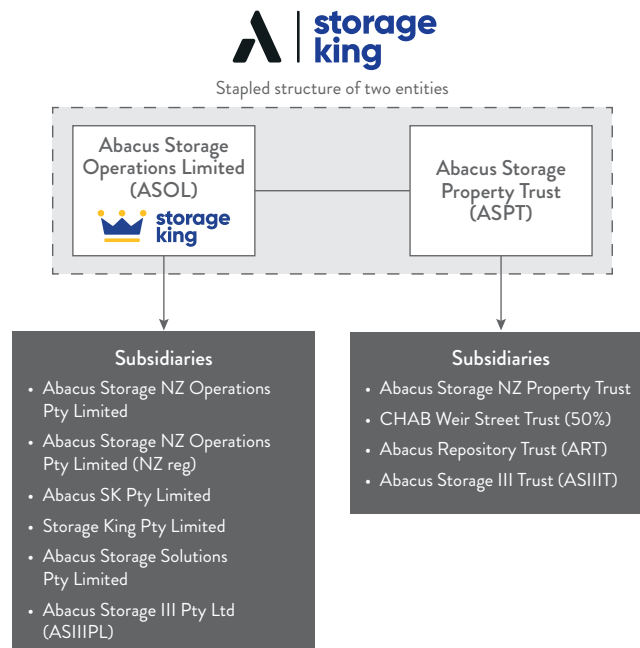 storage
king
Stapled structure of two entities
Abacus Storage
Operations Limited
(ASOL)
storage
king
Abacus Storage
Property Trust
(ASPT)
Subsidiaries
• Abacus Storage NZ Operations
Pty Limited
• Abacus Storage NZ Operations
Pty Limited (NZ reg)
• Abacus SK Pty Limited
• Storage King Pty Limited
• Abacus Storage Solutions
Pty Limited
• Abacus Storage III Pty Ltd
(ASIIIPL)
Subsidiaries
• Abacus Storage NZ Property Trust
• CHAB Weir Street Trust (50%)
• Abacus Repository Trust (ART)
• Abacus Storage III Trust (ASIIIT)